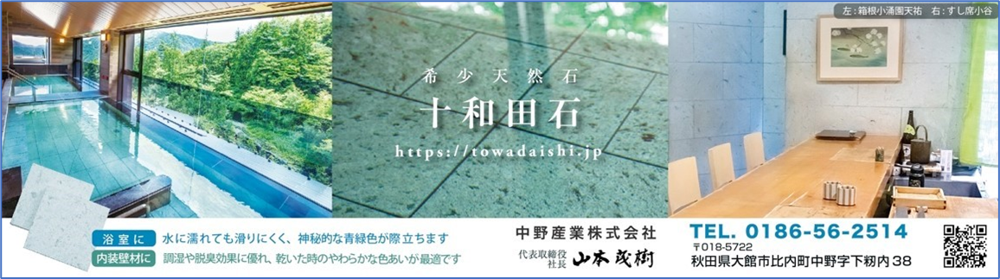 左：箱根小涌園天祐　右：すし席小谷
希少天然石
十和田石
https://towadaishi.jp
浴室に 水に濡れても滑りにくく、神秘的な青緑色が際立ちます
内装壁材に 調湿や脱臭効果に優れ、乾いた時のやわらかな色あいが最適です
中野産業株式会社
代表取締役社長 山本茂樹
TEL. 0186-56-2514
〒018-5722
秋田県大館市比内町中野字下籾内38